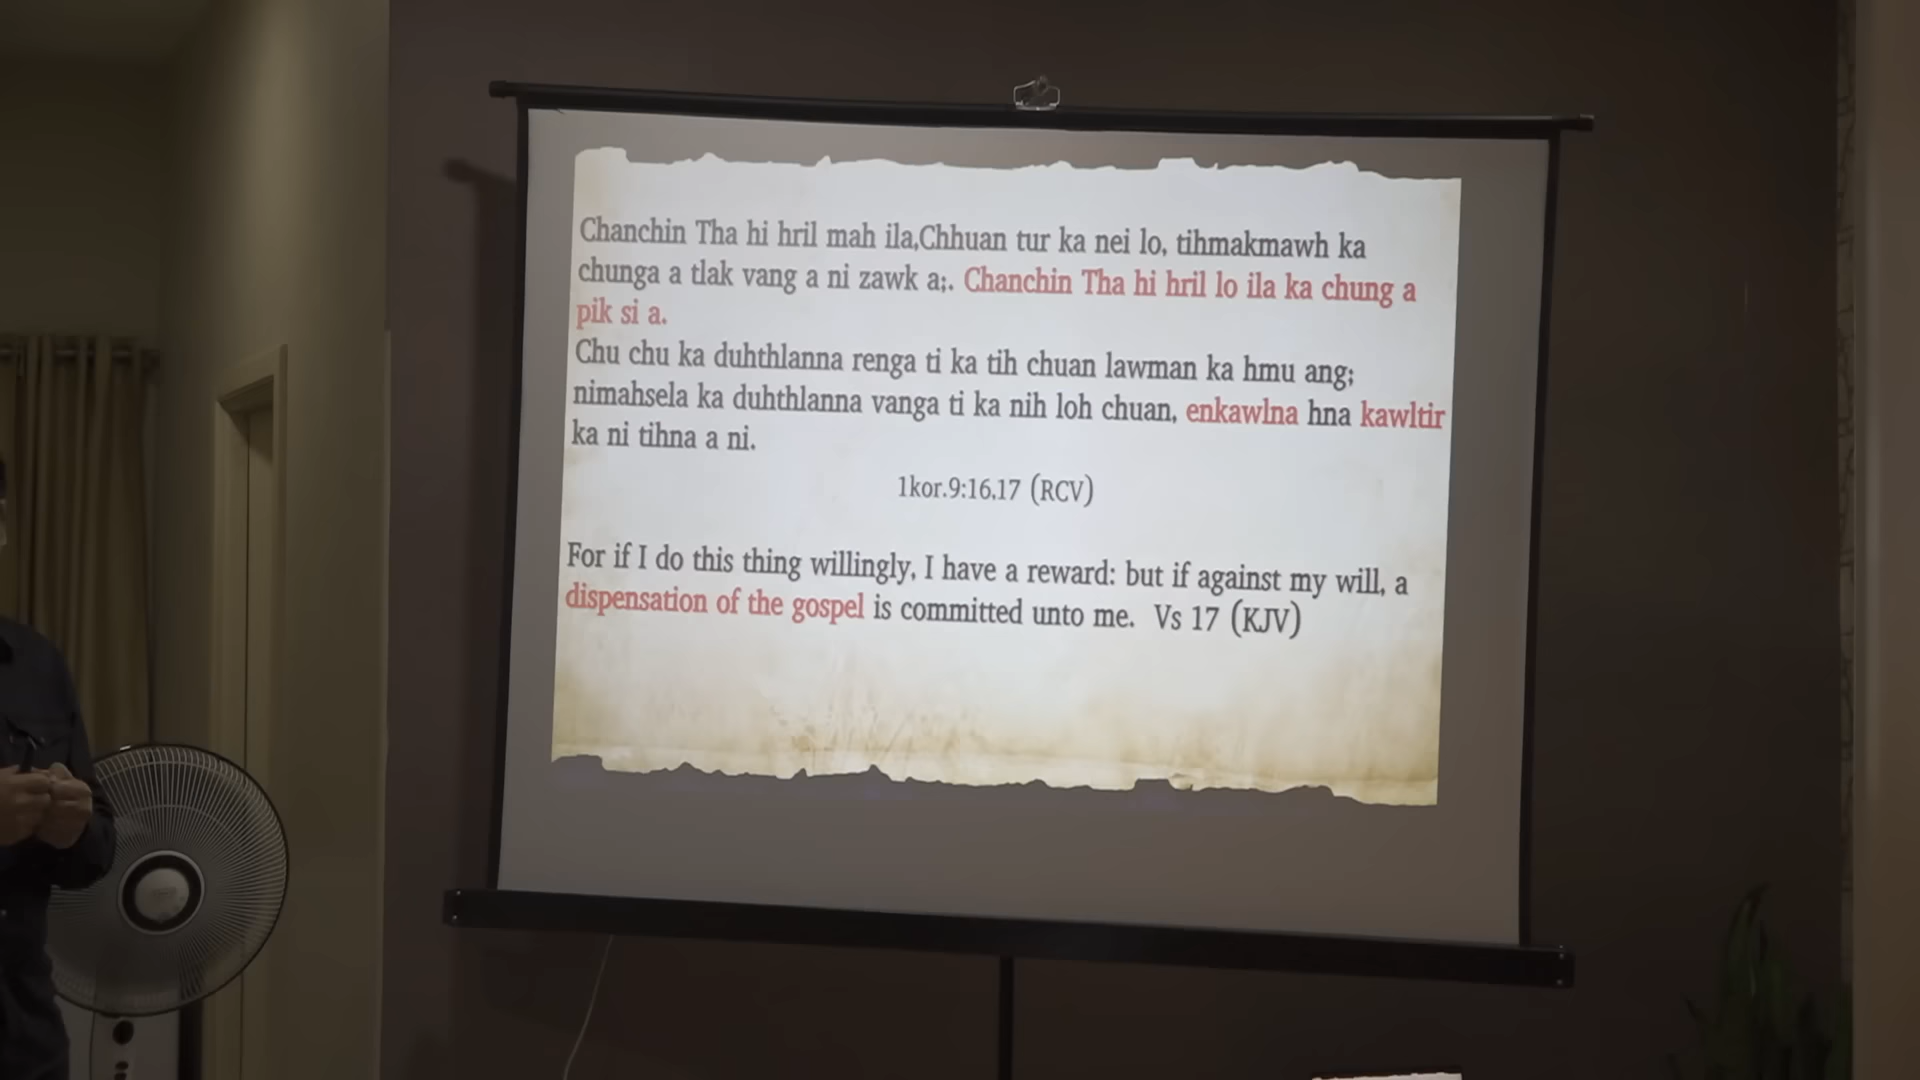 Chanchin Tha hi hril mah ila,Chhuan tur ka nei lo, tihmakmawh ka
chunga a tlak vang a ni zawk a;. Chanchin Tha hi hril lo ila ka chung a
pik si a.
Chu chu ka duhthlanna renga ti ka tih chuan lawman ka hmu ang;
nimahsela ka duhthlanna vanga ti ka nih loh chuan, enkawlna hna kawltir
ka ni tihna a ni.
1kor.9:16,17 (RCV)
For if I do this thing willingly, I have a reward: but if against my will, a
dispensation of the gospel is committed unto me. Vs 17 (KJV)